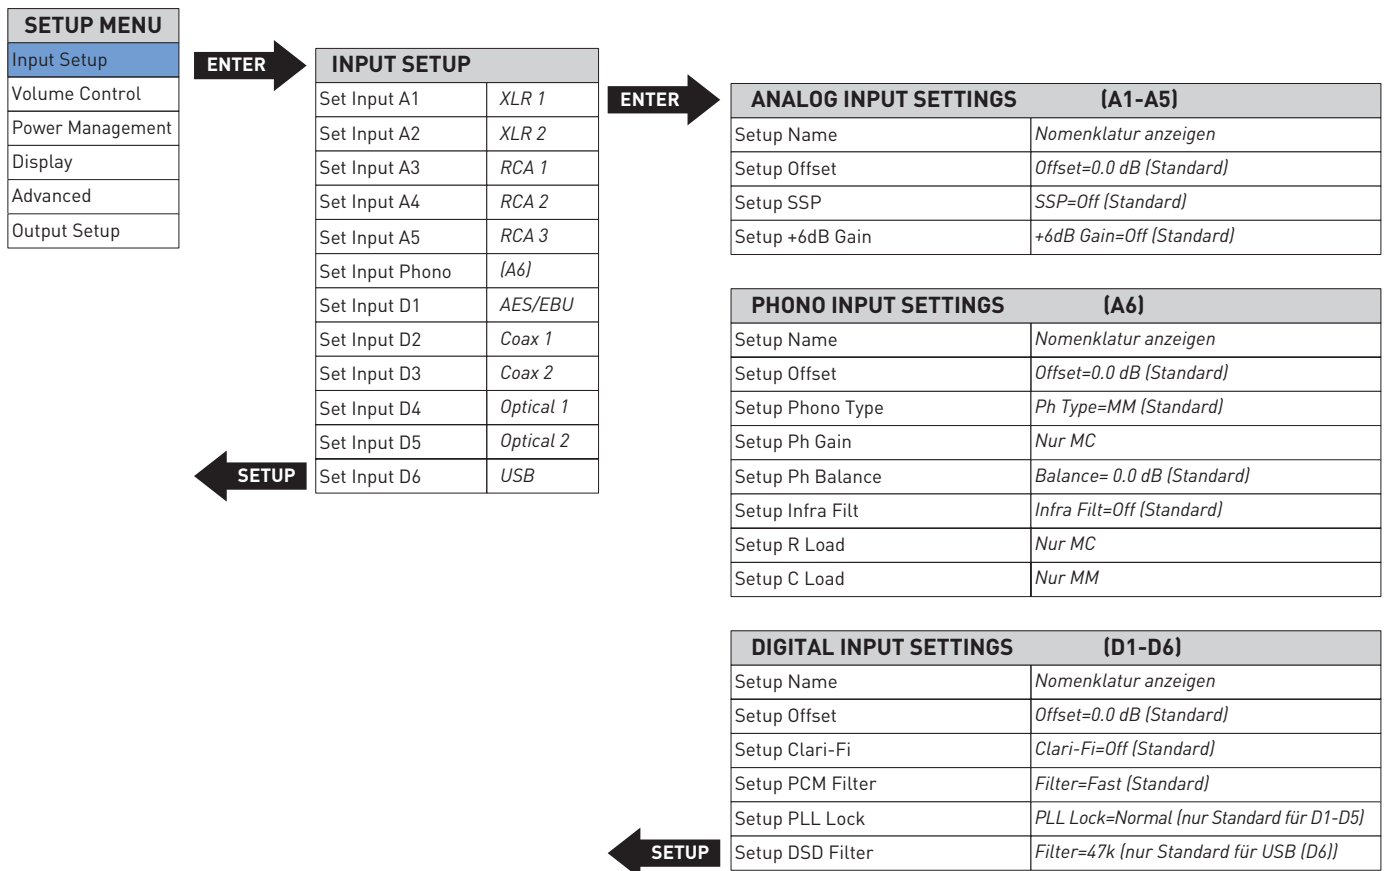 SETUP MENU
Input Setup
Volume Control
Power Management
Display
Advanced
Output Setup
ENTER
INPUT SETUP
Set Input A1 XLR 1
Set Input A2 XLR 2
Set Input A3 RCA 1
Set Input A4 RCA 2
Set Input A5 RCA 3
Set Input Phono (A6)
Set Input D1 AES/EBU
Set Input D2 Coax 1
Set Input D3 Coax 2
Set Input D4 Optical 1
Set Input D5 Optical 2
Set Input D6 USB
SETUP
ENTER
ANALOG INPUT SETTINGS (A1-A5)
Setup Name Nomenklatur anzeigen
Setup Offset Offset=0.0 dB (Standard)
Setup SSP SSP=Off (Standard)
Setup +6dB Gain +6dB Gain=Off (Standard)
PHONO INPUT SETTINGS (A6)
Setup Name Nomenklatur anzeigen
Setup Offset Offset=0.0 dB (Standard)
Setup Phono Type Ph Type=MM (Standard)
Setup Ph Gain Nur MC
Setup Ph Balance Balance= 0.0 dB (Standard)
Setup Infra Filt Infra Filt=Off (Standard)
Setup R Load Nur MC
Setup C Load Nur MM
DIGITAL INPUT SETTINGS (D1-D6)
Setup Name Nomenklatur anzeigen
Setup Offset Offset=0.0 dB (Standard)
Setup Clari-Fi Clari-Fi=Off (Standard)
Setup PCM Filter Filter=Fast (Standard)
Setup PLL Lock PLL Lock=Normal (nur Standard für D1-D5)
Setup DSD Filter Filter=47k (nur Standard für USB (D6))
SETUP